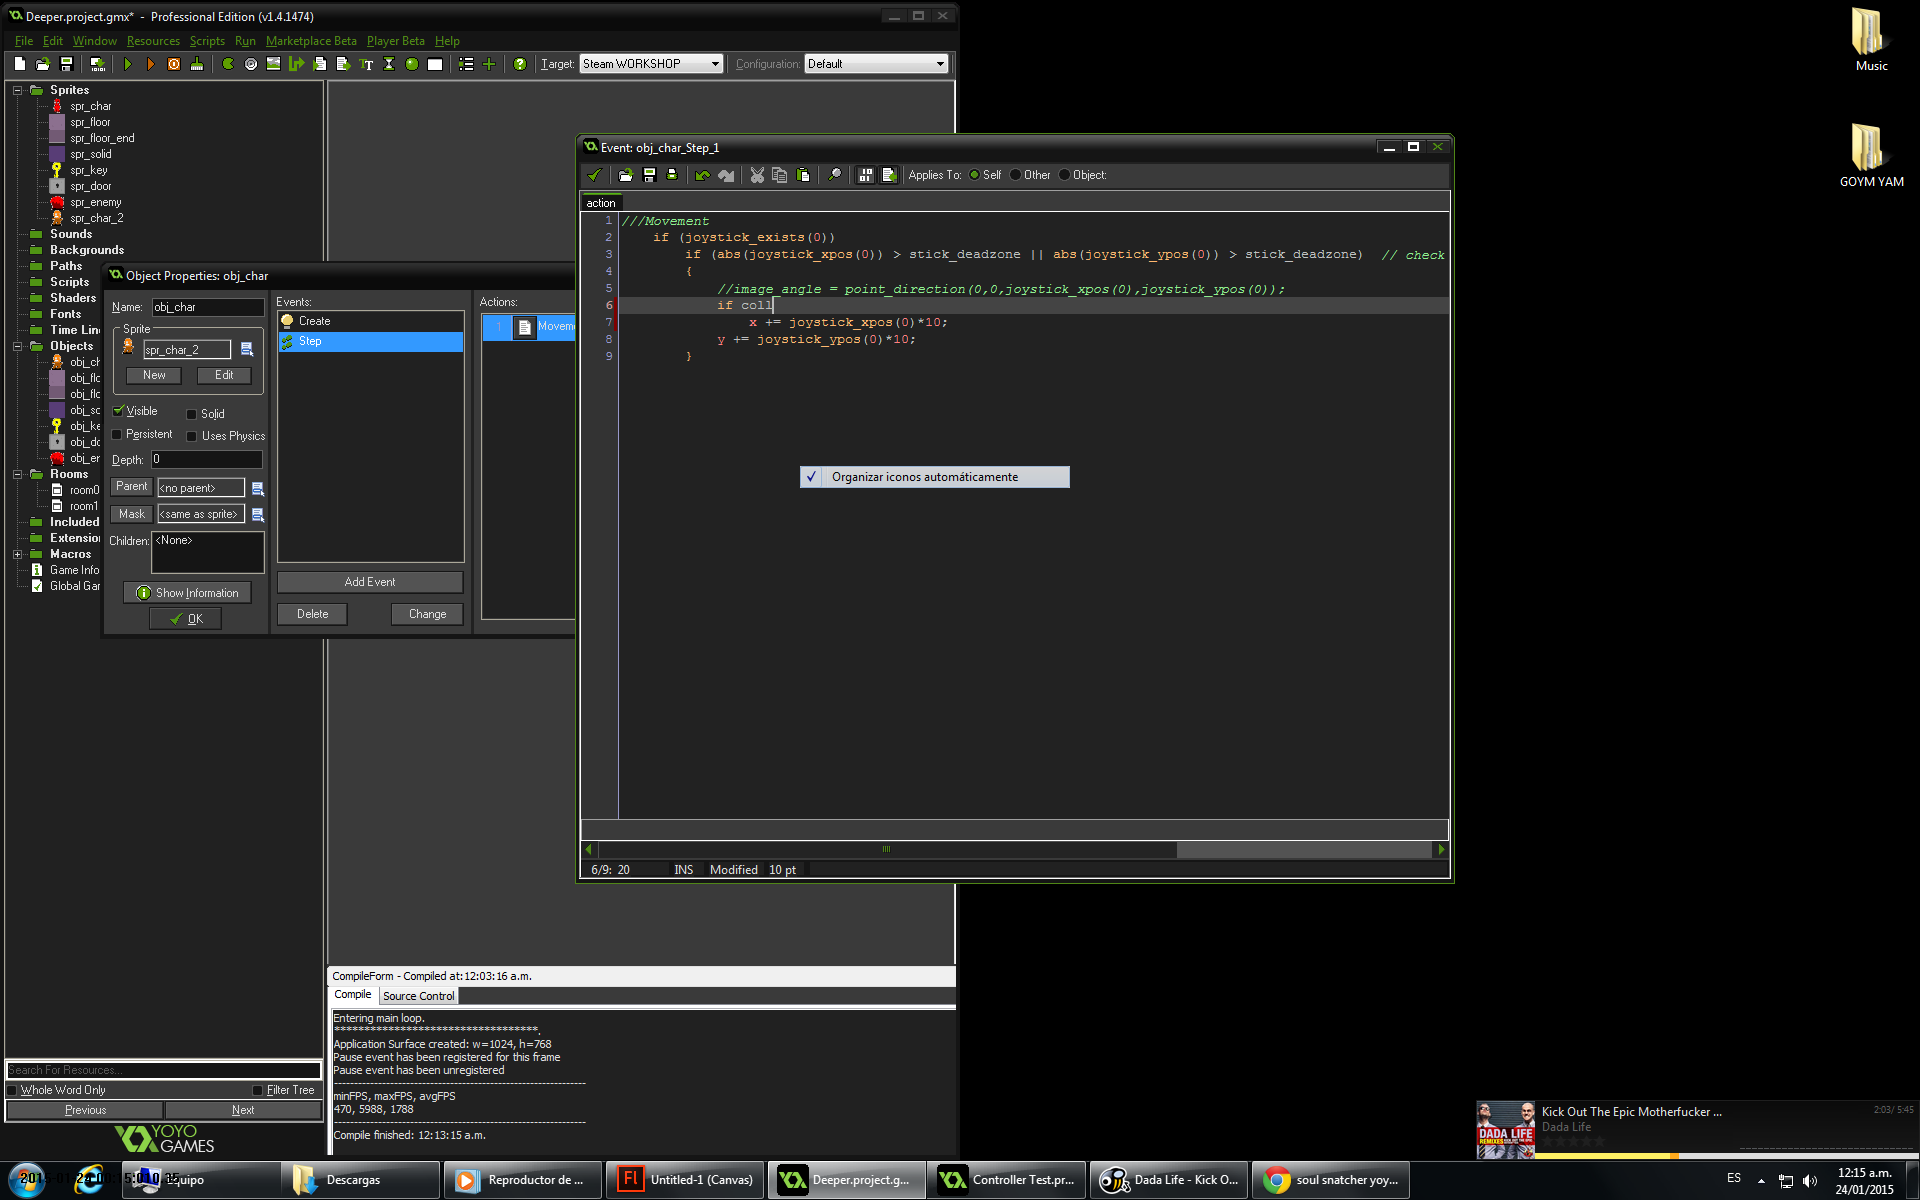 Deeper.project.gmx* - Professional Edition (v1.4.1474)
File Edit Window Resources Scripts Run Marketplace Beta Player Beta Help
Target: Steam WORKSHOP Configuration: Default
Sprites
spr_char
spr_floor
spr_floor_end
spr_solid
spr_key
spr_door
spr_enemy
spr_char_2
Sounds
Backgrounds
Paths
Scripts
Shaders
Fonts
Time Lin
Objects
obj_ch
obj_flo
obj_flo
obj_so
obj_ke
obj_do
obj_er
Rooms
room0
room1
Included
Extensio
Macros
Game Info
Global Gar
Object Properties: obj_char
Name: obj_char
Sprite
spr_char_2
New Edit
Visible Solid
Persistent Uses Physics
Depth: 0
Parent <no parent>
Mask <same as sprite>
Children: <None>
Show Information
OK
Events:
Create
Step
Add Event
Delete Change
Actions:
1 Movem
Event: obj_char_Step_1
Applies To: Self Other Object:
action
1 ///Movement
2 if (joystick_exists(0))
3 if (abs(joystick_xpos(0)) > stick_deadzone || abs(joystick_ypos(0)) > stick_deadzone) // check
4 {
5 //image_angle = point_direction(0,0,joystick_xpos(0),joystick_ypos(0));
6 if coll
7 x += joystick_xpos(0)*10;
8 y += joystick_ypos(0)*10;
9 }
✓ Organizar iconos automáticamente
6/9: 20 INS Modified 10 pt
CompileForm - Compiled at:12:03:16 a.m.
Compile Source Control
Entering main loop.
**********************************.
Application Surface created: w=1024, h=768
Pause event has been registered for this frame
Pause event has been unregistered
minFPS, maxFPS, avgFPS
470, 5988, 1788
Compile finished: 12:13:15 a.m.
Search For Resources...
Whole Word Only Filter Tree
Previous Next
YOYO
GAMES
Music
GOYM YAM
Kick Out The Epic Motherfucker ...
2:03/ 5:45
Dada Life
DADA LIFE
Equipo
Descargas
Reproductor de ...
Fl Untitled-1 (Canvas)
Deeper.project.g...
Controller Test.pr...
Dada Life - Kick O...
soul snatcher yoy...
ES
12:15 a.m.
24/01/2015